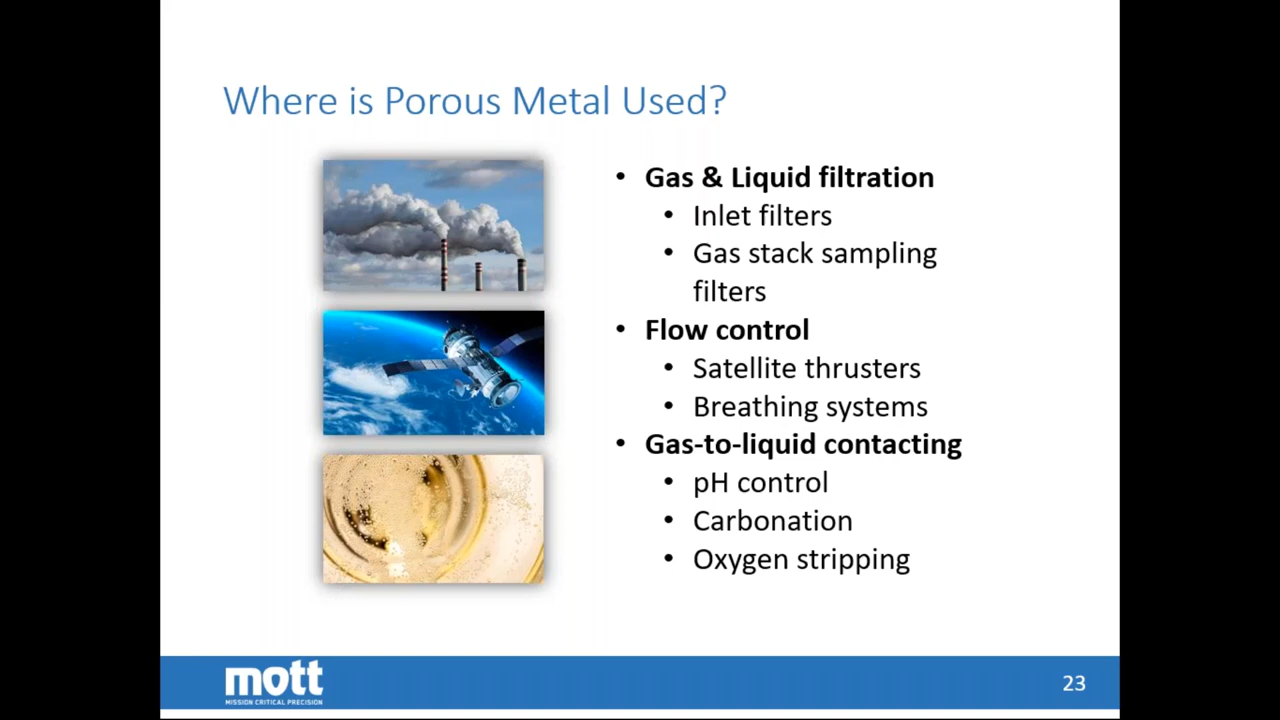 Where is Porous Metal Used?
• Gas & Liquid filtration
• Inlet filters
• Gas stack sampling
filters
• Flow control
• Satellite thrusters
• Breathing systems
• Gas-to-liquid contacting
• pH control
• Carbonation
• Oxygen stripping
mott
MISSION CRITICAL PRECISION
23